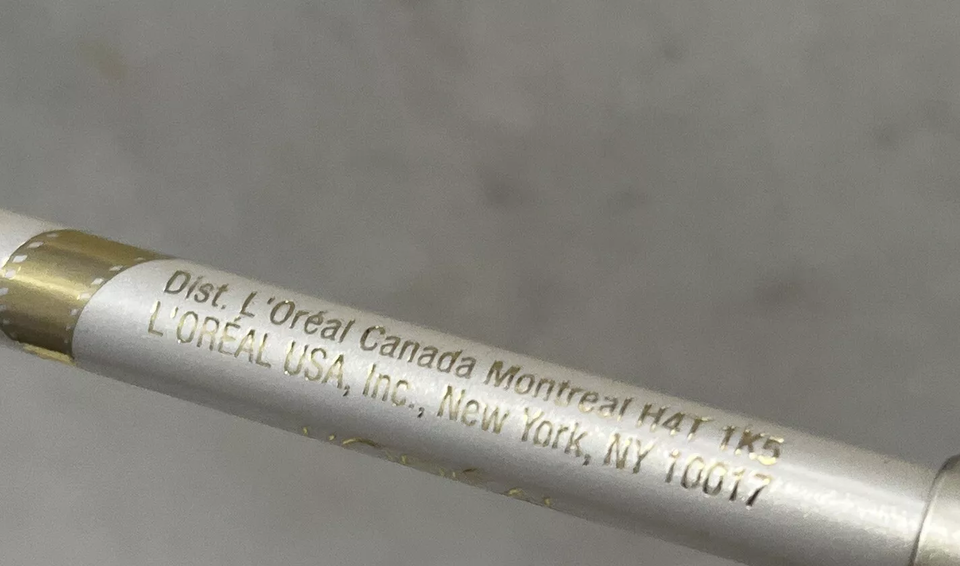 Dist. L'Oréal Canada Montreal H4T 1K5
L'ORÉAL USA, Inc., New York, NY 10017